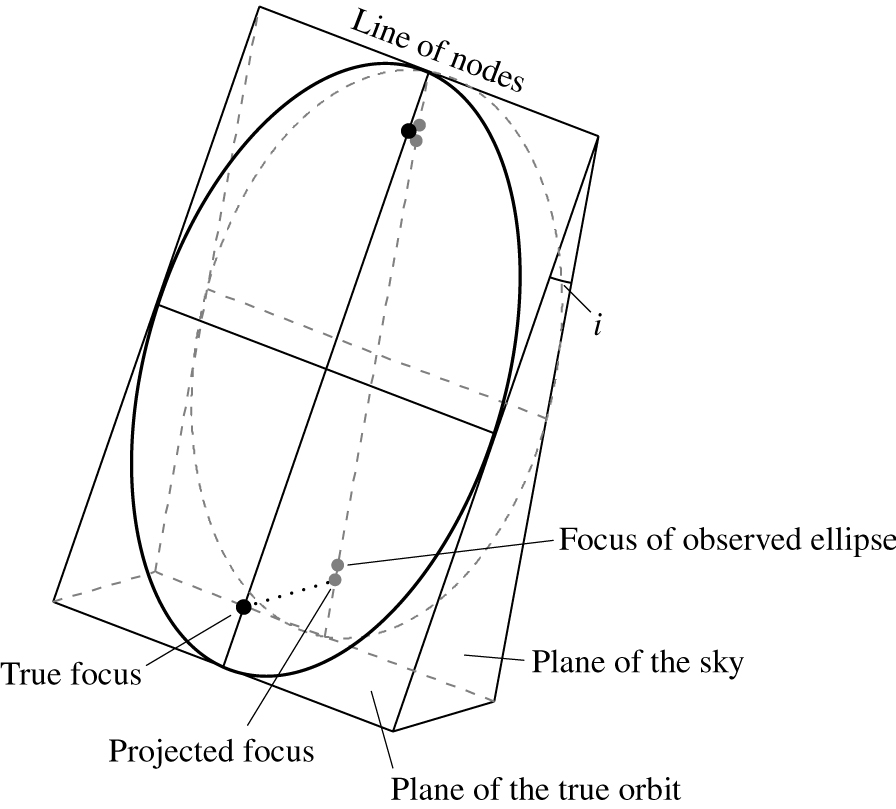 Line of nodes
i
Focus of observed ellipse
Plane of the sky
True focus
Projected focus
Plane of the true orbit